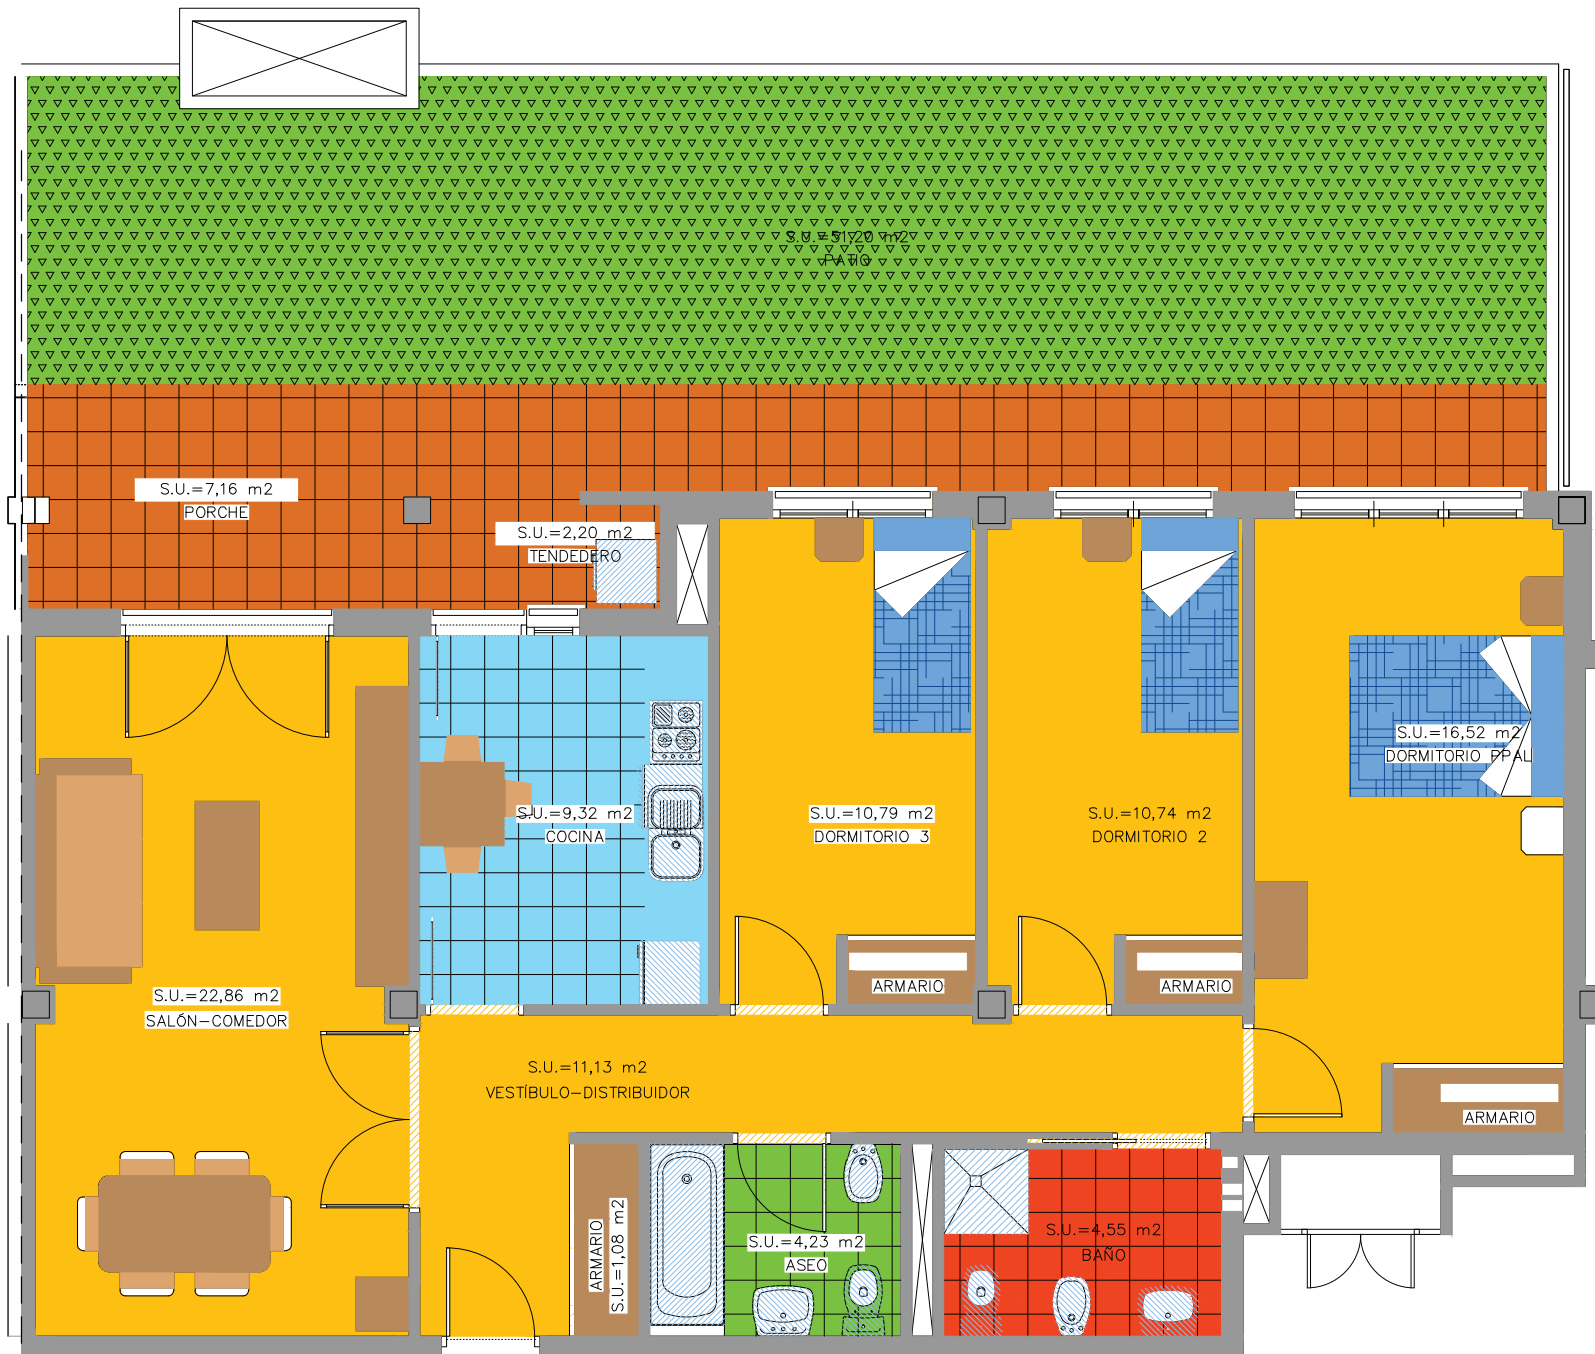 S.U.=51,20 m2
PATIO
S.U.=7,16 m2
PORCHE
S.U.=2,20 m2
TENDEDERO
S.U.=16,52 m2
DORMITORIO PPAL
S.U.=9,32 m2
COCINA
S.U.=10,79 m2
DORMITORIO 3
S.U.=10,74 m2
DORMITORIO 2
ARMARIO
ARMARIO
S.U.=22,86 m2
SALÓN-COMEDOR
S.U.=11,13 m2
VESTÍBULO-DISTRIBUIDOR
ARMARIO
ARMARIO
S.U.=1,08 m2
S.U.=4,23 m2
ASEO
S.U.=4,55 m2
BAÑO